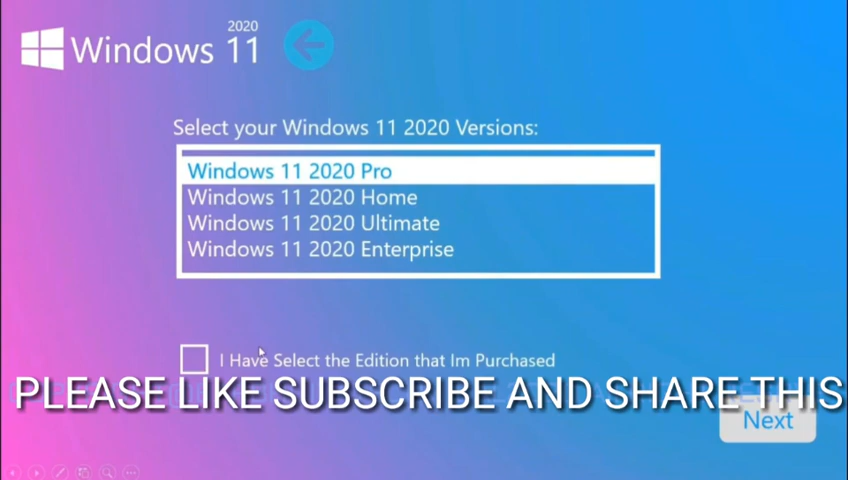 2020
Windows 11
Select your Windows 11 2020 Versions:
Windows 11 2020 Pro
Windows 11 2020 Home
Windows 11 2020 Ultimate
Windows 11 2020 Enterprise
I Have Select the Edition that Im Purchased
PLEASE LIKE SUBSCRIBE AND SHARE THIS
Next